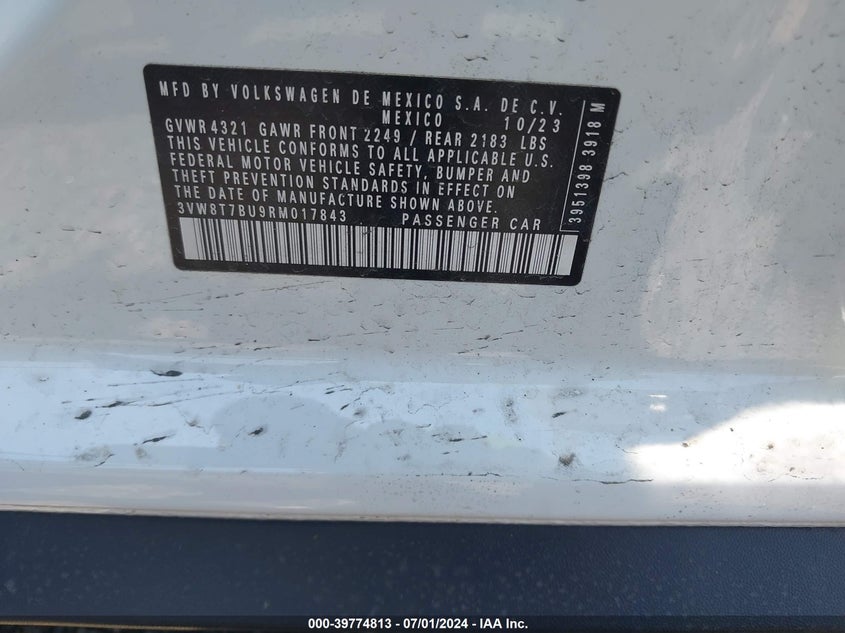 MFD BY VOLKSWAGEN DE MEXICO S.A. DE C.V.
MEXICO 10/23
GVWR 4321 GAWR FRONT 2249 / REAR 2183 LBS
THIS VEHICLE CONFORMS TO ALL APPLICABLE U.S.
FEDERAL MOTOR VEHICLE SAFETY, BUMPER AND
THEFT PREVENTION STANDARDS IN EFFECT ON
THE DATE OF MANUFACTURE SHOWN ABOVE.
3VW8T7BU9RM017843 PASSENGER CAR
3951398 3918 M
000-39774813 - 07/01/2024 - IAA Inc.